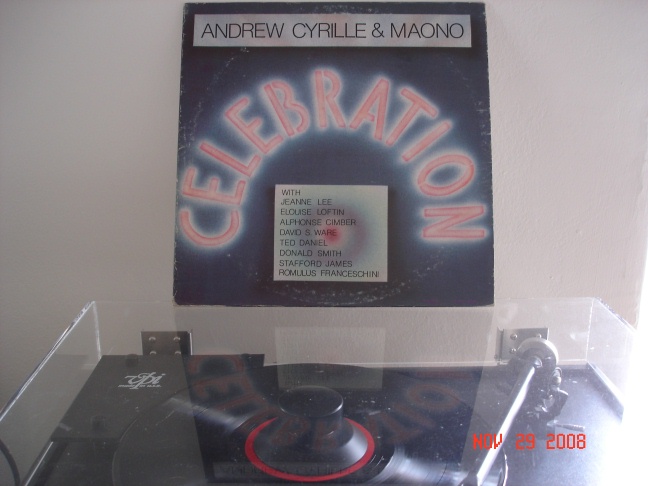 ANDREW CYRILLE & MAONO
CELEBRATION
WITH
JEANNE LEE
ELOUISE LOFTIN
ALPHONSE CIMBER
DAVID S. WARE
TED DANIEL
DONALD SMITH
STAFFORD JAMES
ROMULUS FRANCESCHINI
NOV 29 2008